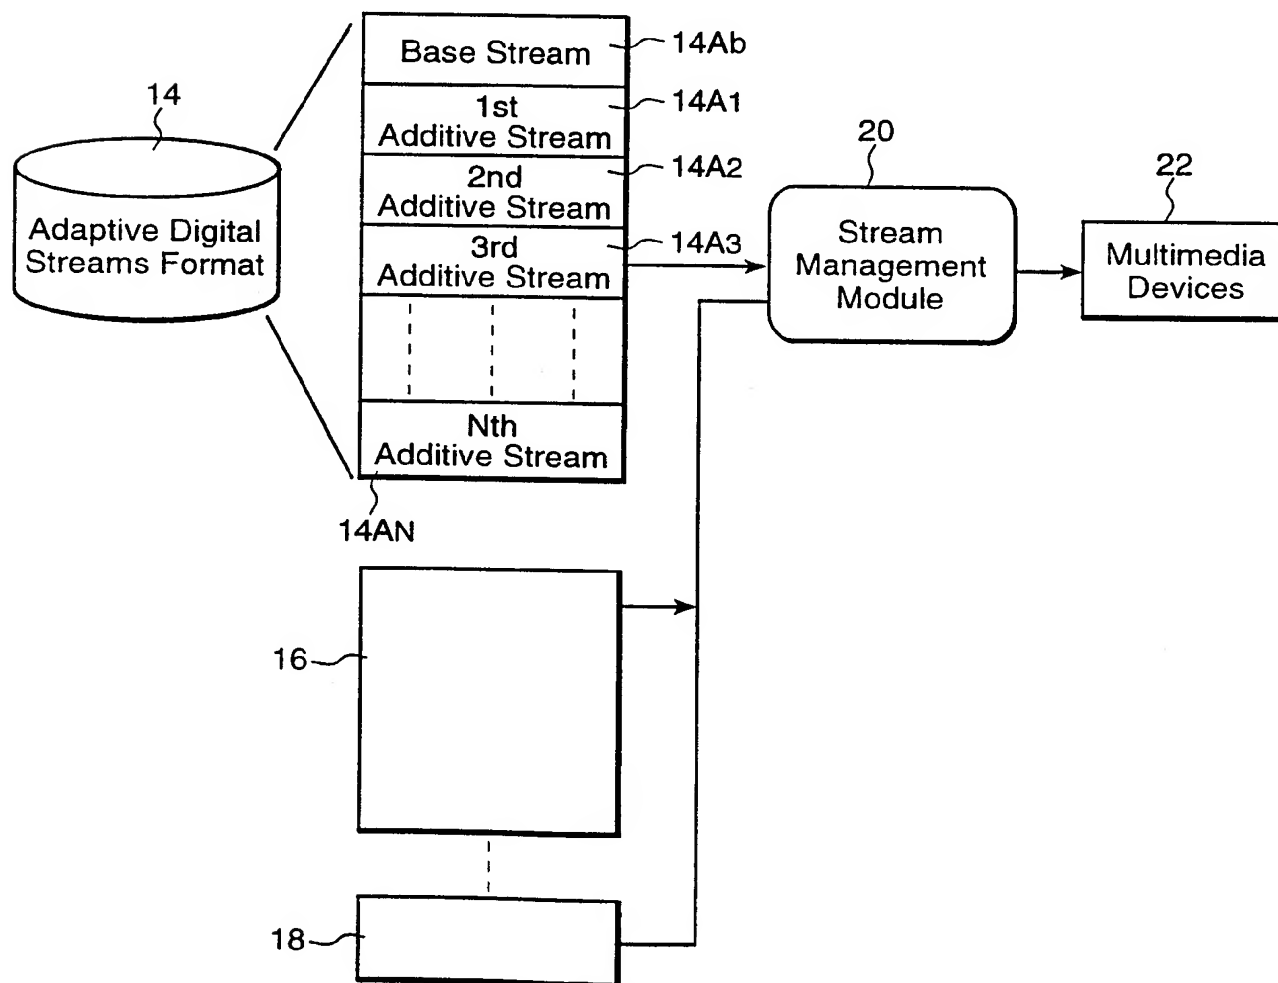 14
Adaptive Digital
Streams Format
Base Stream
14Ab
1st
Additive Stream
14A1
2nd
Additive Stream
14A2
3rd
Additive Stream
14A3
Nth
Additive Stream
14AN
20
Stream
Management
Module
22
Multimedia
Devices
16
18